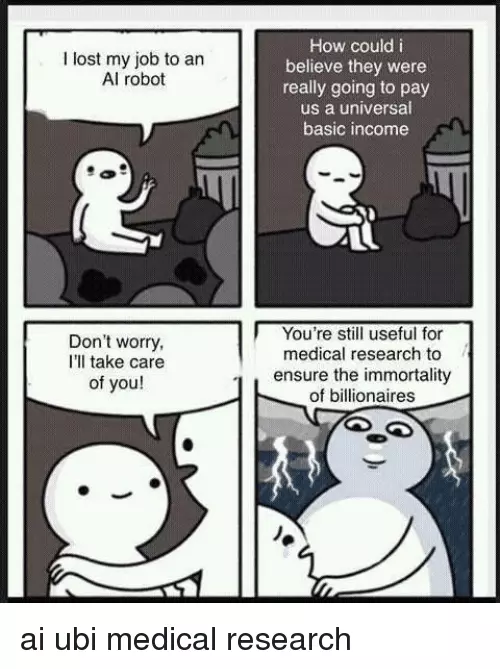 I lost my job to an
AI robot
How could i
believe they were
really going to pay
us a universal
basic income
Don't worry,
I'll take care
of you!
You're still useful for
medical research to
ensure the immortality
of billionaires
ai ubi medical research